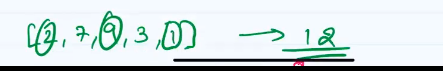 [2, 7, 9, 3, 1] → 12